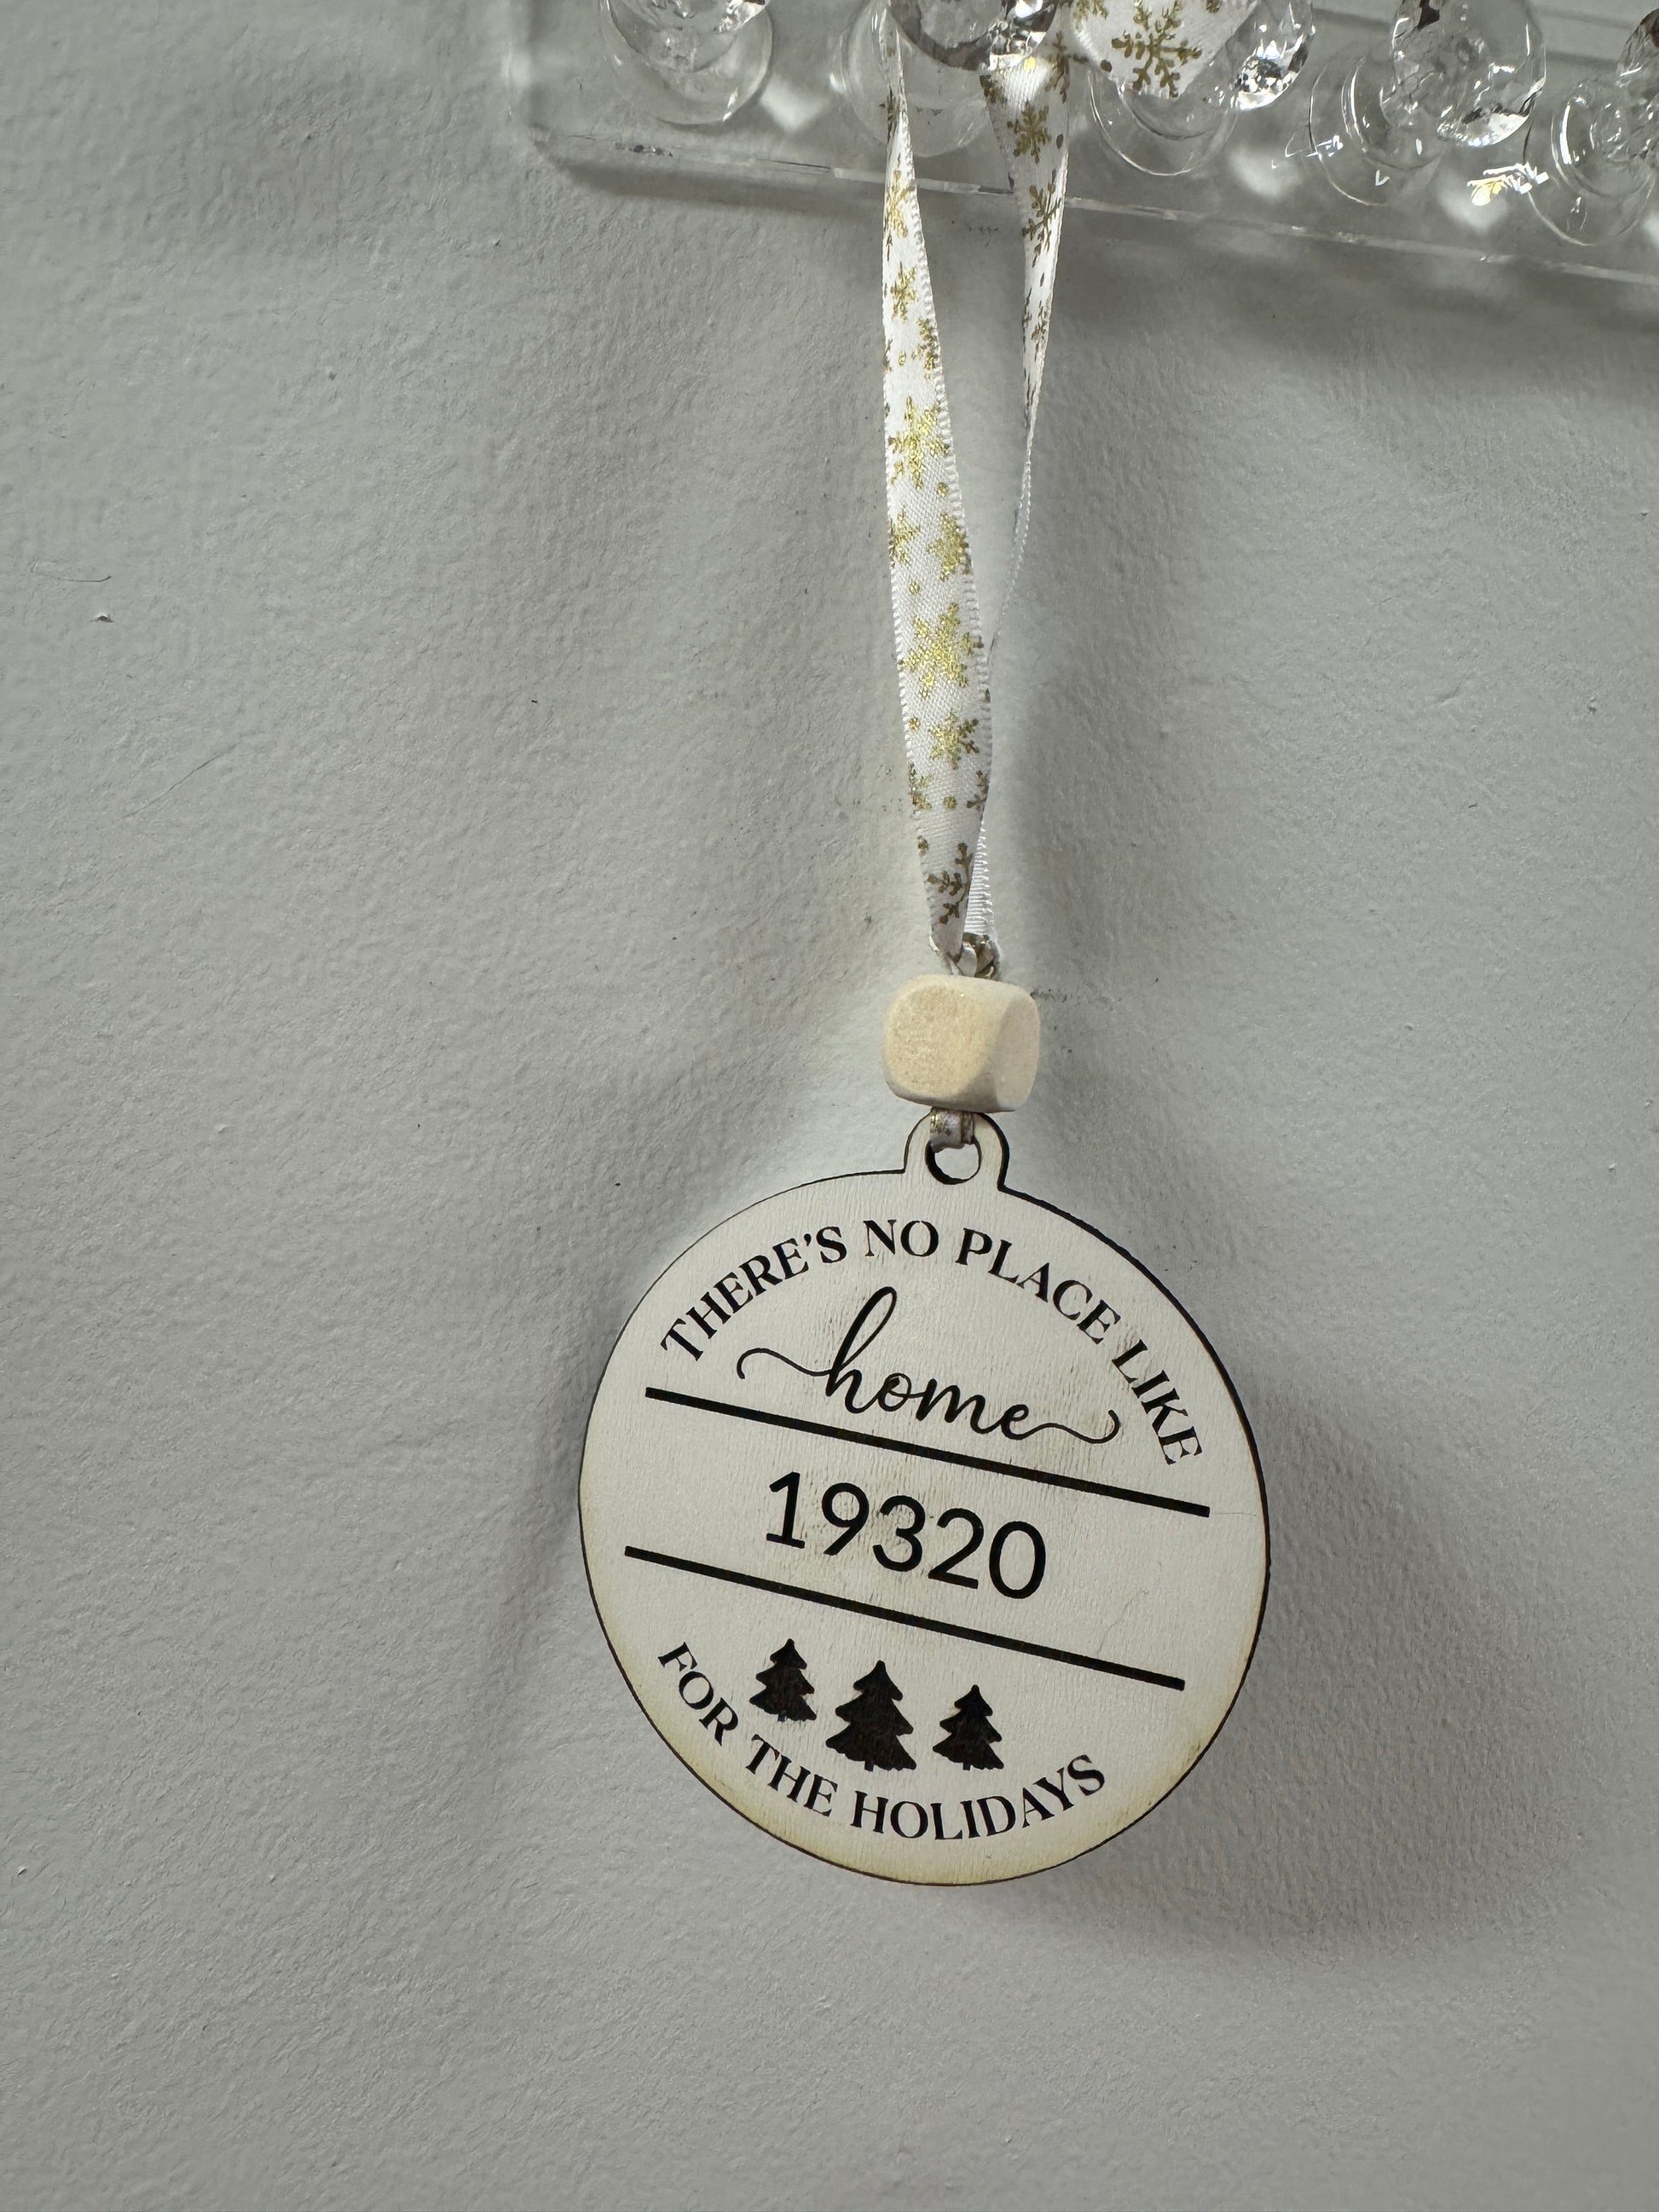 THERE'S NO PLACE LIKE
home
19320
FOR THE HOLIDAYS